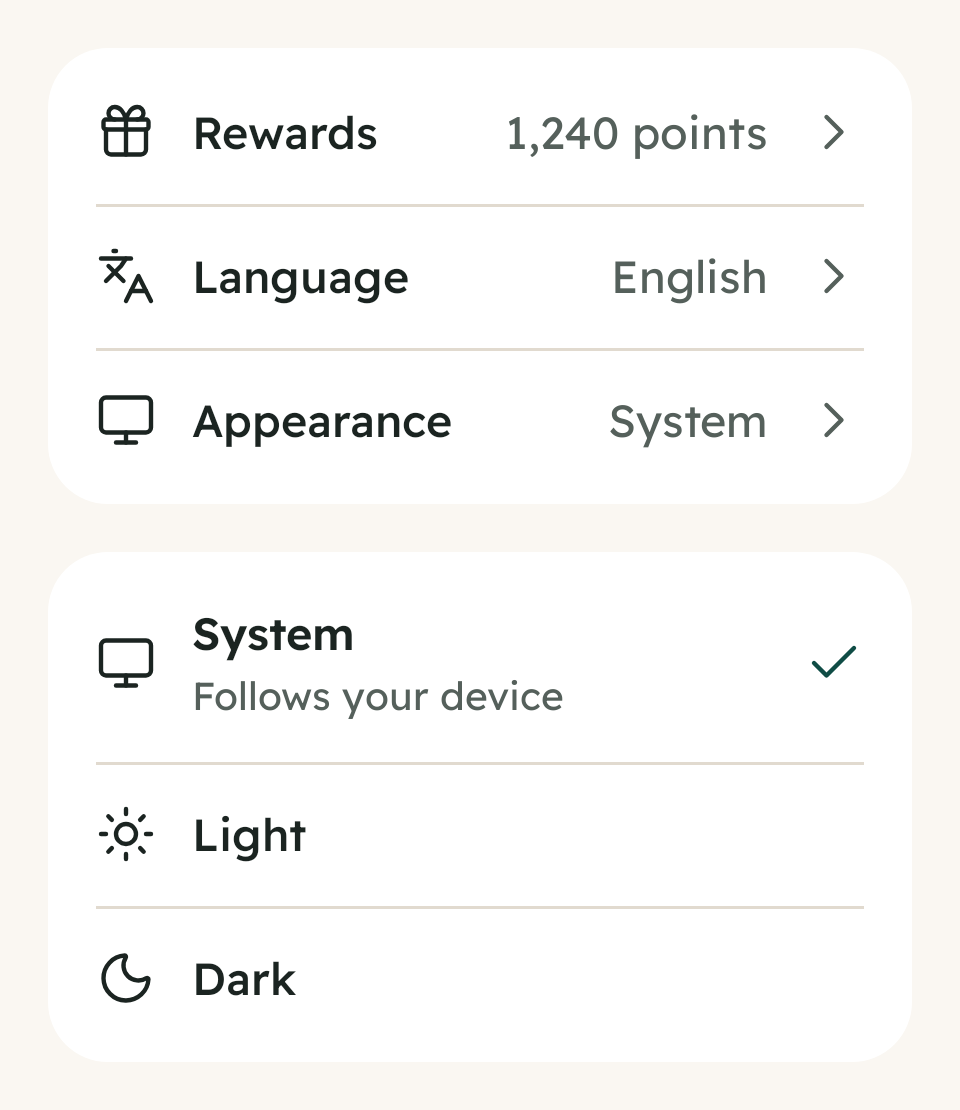 Rewards 1,240 points
Language English
Appearance System
System
Follows your device
Light
Dark